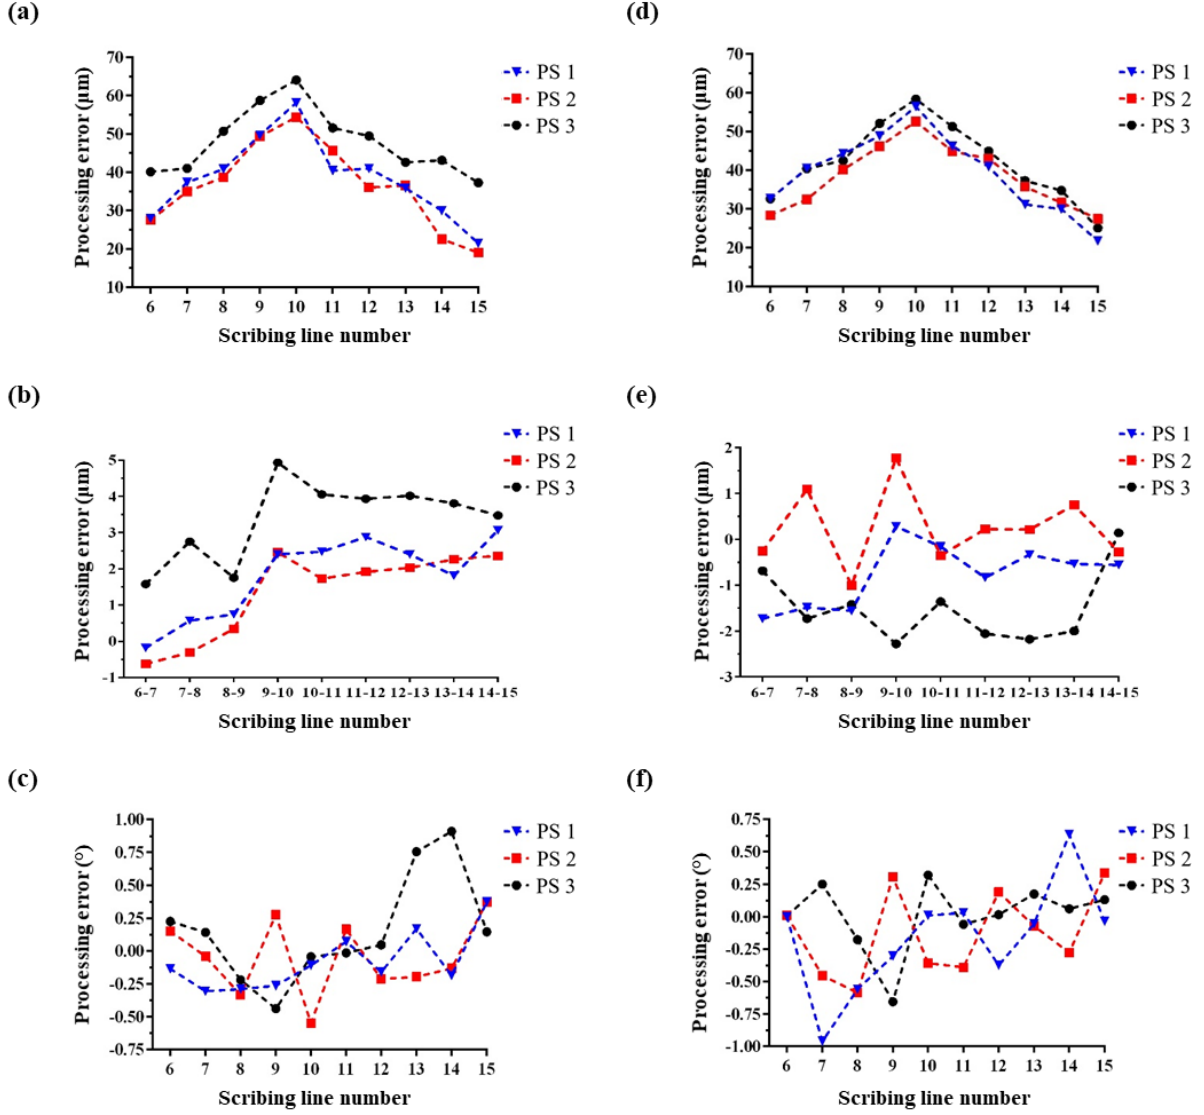 (a)
Processing error (μm)
70
60
50
40
30
20
10
6 7 8 9 10 11 12 13 14 15
Scribing line number
PS 1
PS 2
PS 3
(d)
Processing error (μm)
70
60
50
40
30
20
10
6 7 8 9 10 11 12 13 14 15
Scribing line number
PS 1
PS 2
PS 3
(b)
Processing error (μm)
5
4
3
2
1
0
-1
6-7 7-8 8-9 9-10 10-11 11-12 12-13 13-14 14-15
Scribing line number
PS 1
PS 2
PS 3
(e)
Processing error (μm)
2
1
0
-1
-2
-3
6-7 7-8 8-9 9-10 10-11 11-12 12-13 13-14 14-15
Scribing line number
PS 1
PS 2
PS 3
(c)
Processing error (°)
1.00
0.75
0.50
0.25
0.00
-0.25
-0.50
-0.75
6 7 8 9 10 11 12 13 14 15
Scribing line number
PS 1
PS 2
PS 3
(f)
Processing error (°)
0.75
0.50
0.25
0.00
-0.25
-0.50
-0.75
-1.00
6 7 8 9 10 11 12 13 14 15
Scribing line number
PS 1
PS 2
PS 3